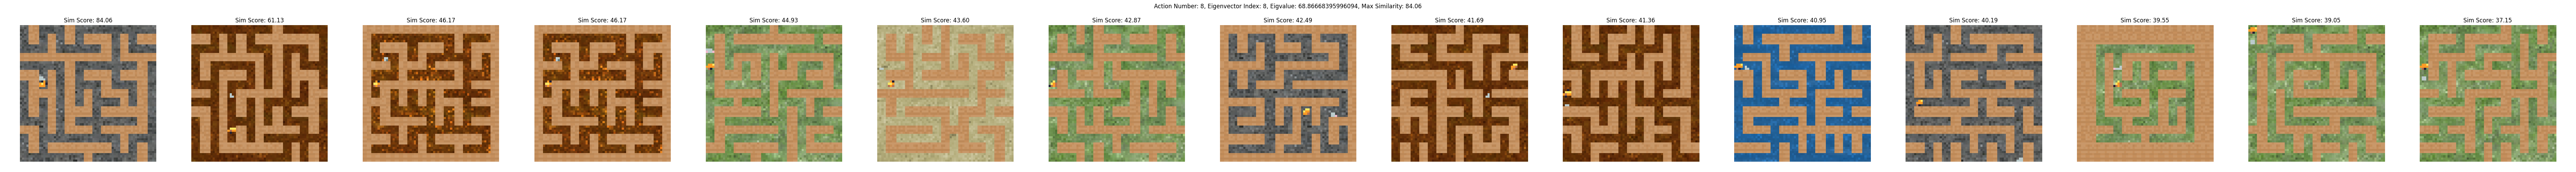 Action Number: 8, Eigenvector Index: 8, Eigvalue: 68.86668395996094, Max Similarity: 84.06
Sim Score: 84.06
Sim Score: 61.13
Sim Score: 46.17
Sim Score: 46.17
Sim Score: 44.93
Sim Score: 43.60
Sim Score: 42.87
Sim Score: 42.49
Sim Score: 41.69
Sim Score: 41.36
Sim Score: 40.95
Sim Score: 40.19
Sim Score: 39.55
Sim Score: 39.05
Sim Score: 37.15